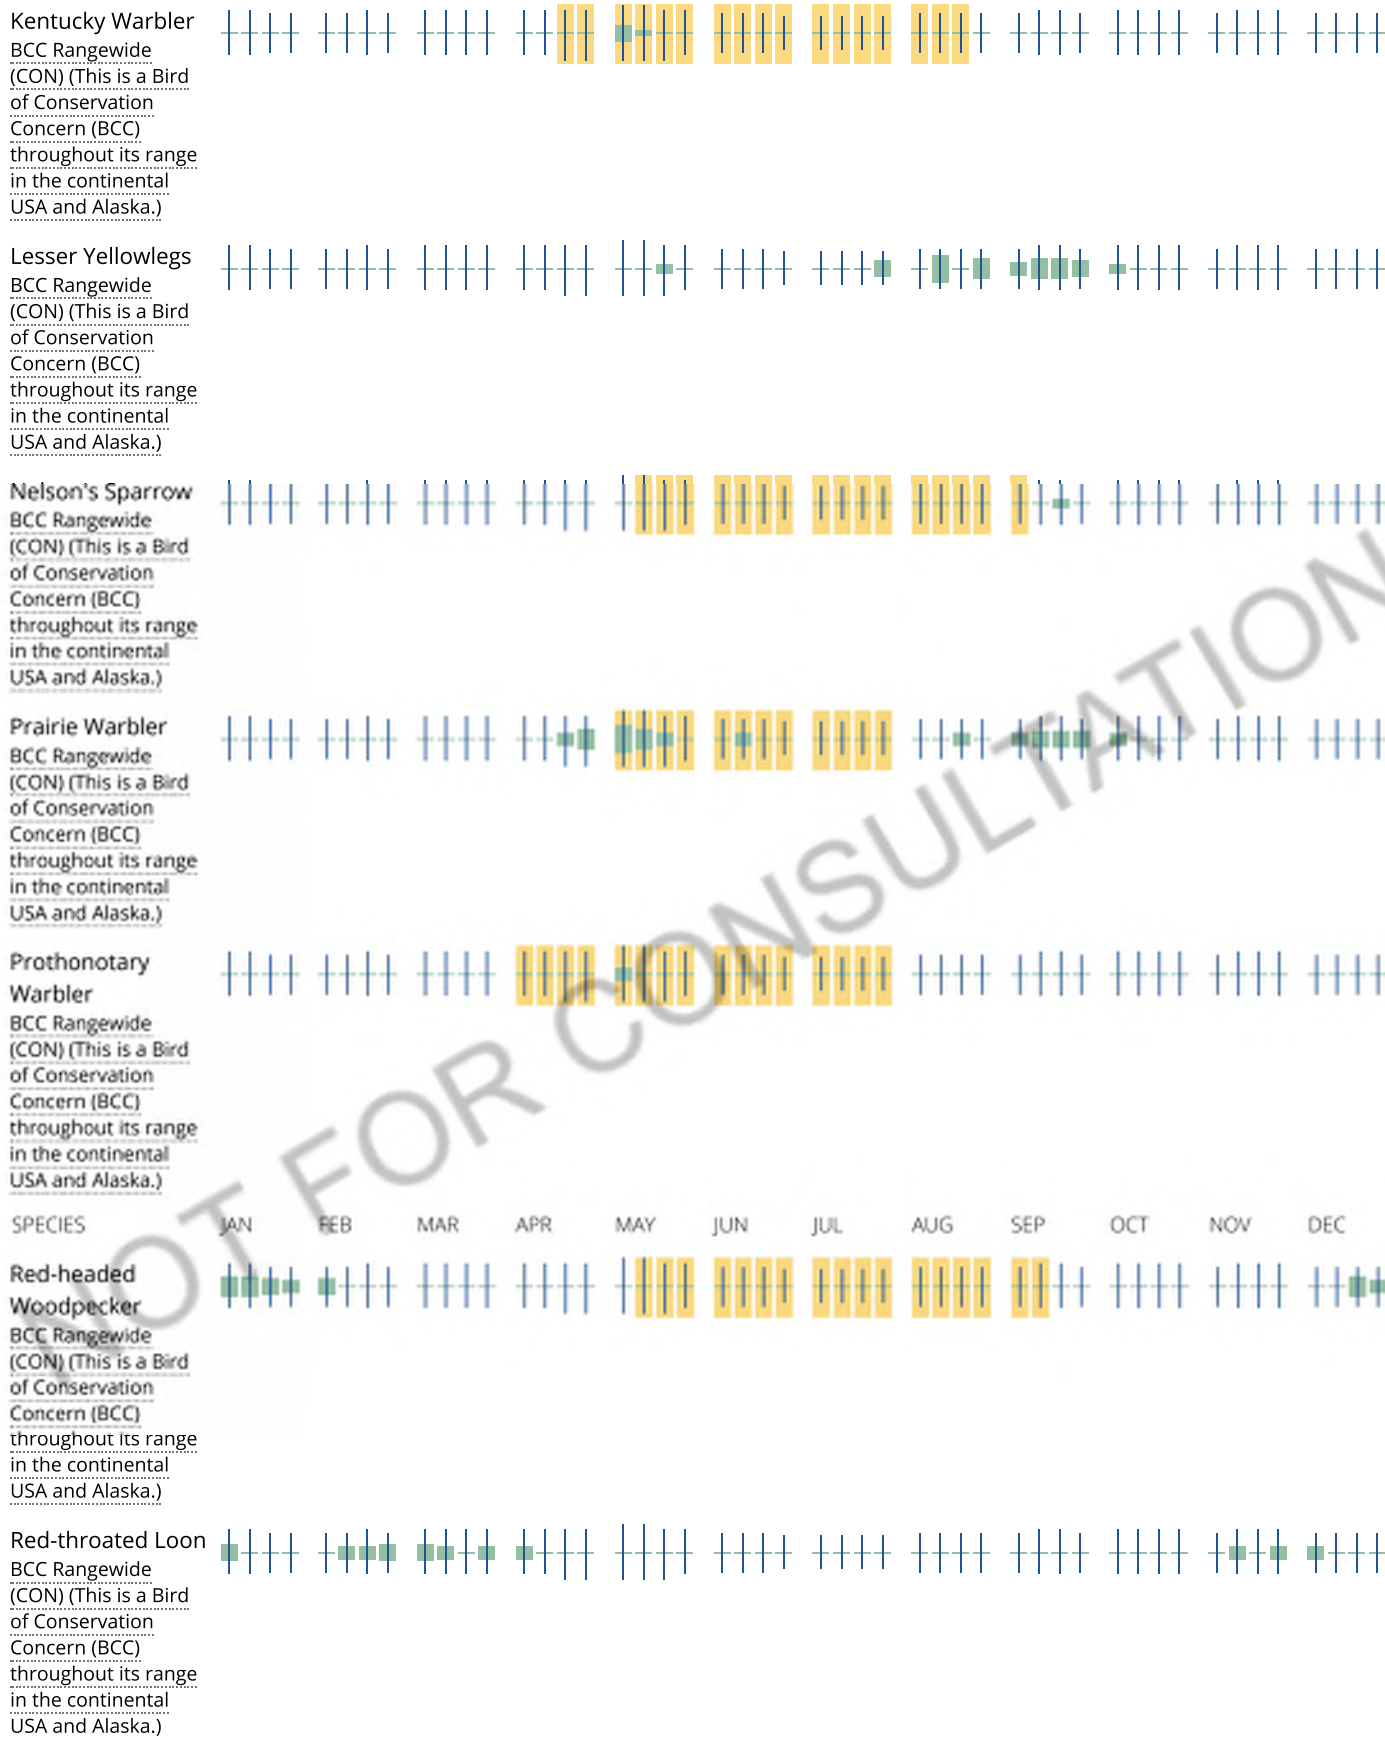 Kentucky Warbler
BCC Rangewide
(CON) (This is a Bird
of Conservation
Concern (BCC)
throughout its range
in the continental
USA and Alaska.)
Lesser Yellowlegs
BCC Rangewide
(CON) (This is a Bird
of Conservation
Concern (BCC)
throughout its range
in the continental
USA and Alaska.)
Nelson's Sparrow
BCC Rangewide
(CON) (This is a Bird
of Conservation
Concern (BCC)
throughout its range
in the continental
USA and Alaska.)
Prairie Warbler
BCC Rangewide
(CON) (This is a Bird
of Conservation
Concern (BCC)
throughout its range
in the continental
USA and Alaska.)
Prothonotary
Warbler
BCC Rangewide
(CON) (This is a Bird
of Conservation
Concern (BCC)
throughout its range
in the continental
USA and Alaska.)
SPECIES JAN FEB MAR APR MAY JUN JUL AUG SEP OCT NOV DEC
Red-headed
Woodpecker
BCC Rangewide
(CON) (This is a Bird
of Conservation
Concern (BCC)
throughout its range
in the continental
USA and Alaska.)
Red-throated Loon
BCC Rangewide
(CON) (This is a Bird
of Conservation
Concern (BCC)
throughout its range
in the continental
USA and Alaska.)
NOT FOR CONSULTATION